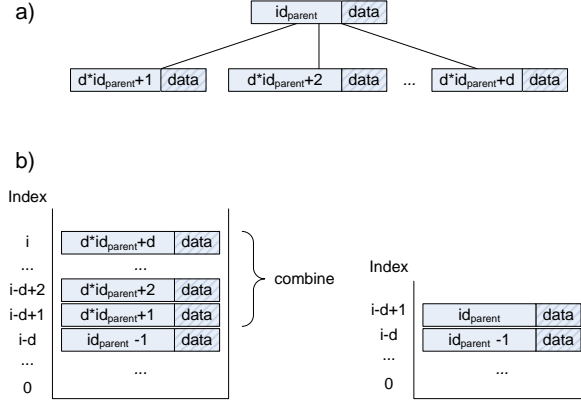 a)
id_parent data
d*id_parent+1 data d*id_parent+2 data ... d*id_parent+d data
b)
Index
i d*id_parent+d data
... ...
i-d+2 d*id_parent+2 data
i-d+1 d*id_parent+1 data
i-d id_parent -1 data
... ...
0
combine
Index
i-d+1 id_parent data
i-d id_parent -1 data
... ...
0